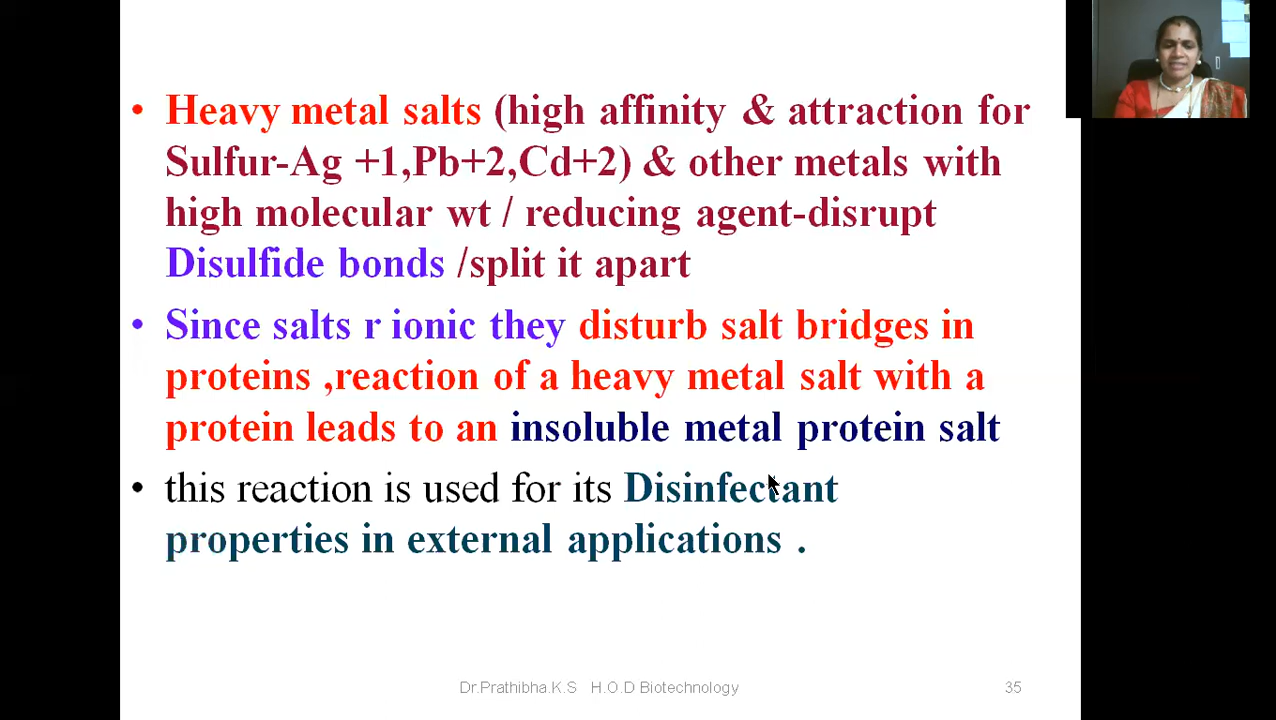 • Heavy metal salts (high affinity & attraction for
Sulfur-Ag +1,Pb+2,Cd+2) & other metals with
high molecular wt / reducing agent-disrupt
Disulfide bonds /split it apart
• Since salts r ionic they disturb salt bridges in
proteins ,reaction of a heavy metal salt with a
protein leads to an insoluble metal protein salt
• this reaction is used for its Disinfectant
properties in external applications .
Dr.Prathibha.K.S H.O.D Biotechnology 35